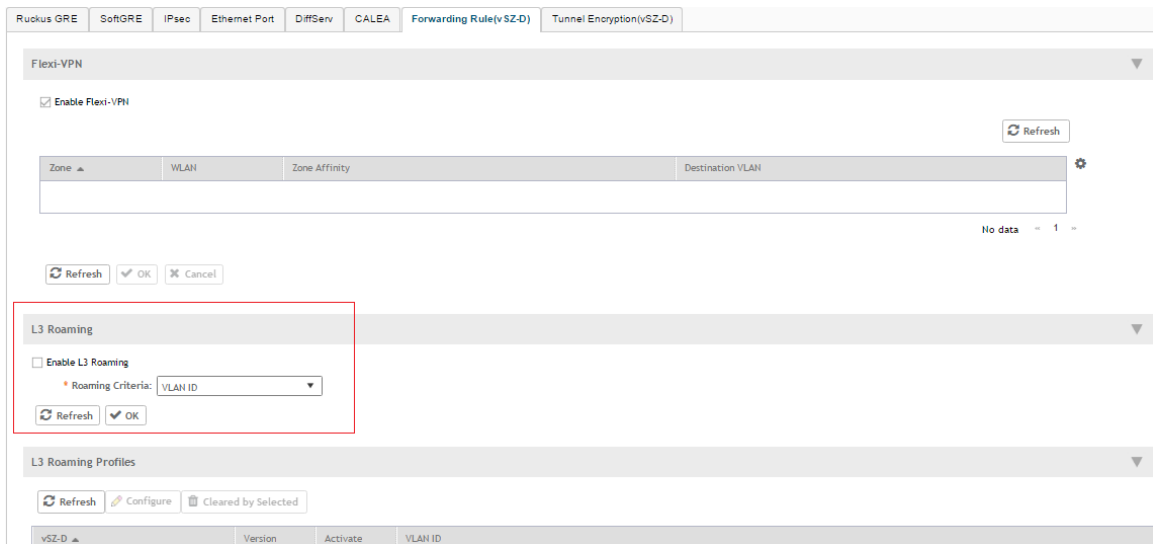 Ruckus GRE SoftGRE IPsec Ethernet Port DiffServ CALEA Forwarding Rule(vSZ-D) Tunnel Encryption(vSZ-D)
Flexi-VPN
Enable Flexi-VPN
Refresh
Zone WLAN Zone Affinity Destination VLAN
No data « 1 »
Refresh OK Cancel
L3 Roaming
Enable L3 Roaming
* Roaming Criteria: VLAN ID
Refresh OK
L3 Roaming Profiles
Refresh Configure Cleared by Selected
vSZ-D Version Activate VLAN ID